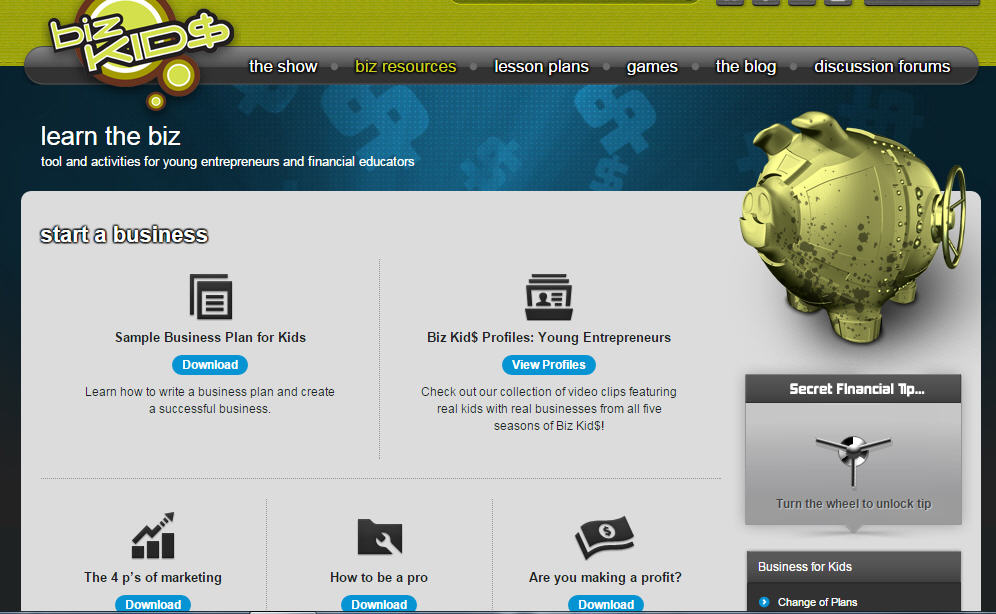 biz
KID$
the show
biz resources
lesson plans
games
the blog
discussion forums
learn the biz
tool and activities for young entrepreneurs and financial educators
start a business
Sample Business Plan for Kids
Download
Learn how to write a business plan and create
a successful business.
Biz Kid$ Profiles: Young Entrepreneurs
View Profiles
Check out our collection of video clips featuring
real kids with real businesses from all five
seasons of Biz Kid$!
The 4 p's of marketing
Download
How to be a pro
Download
Are you making a profit?
Download
Secret Financial Tip...
Turn the wheel to unlock tip
Business for Kids
Change of Plans